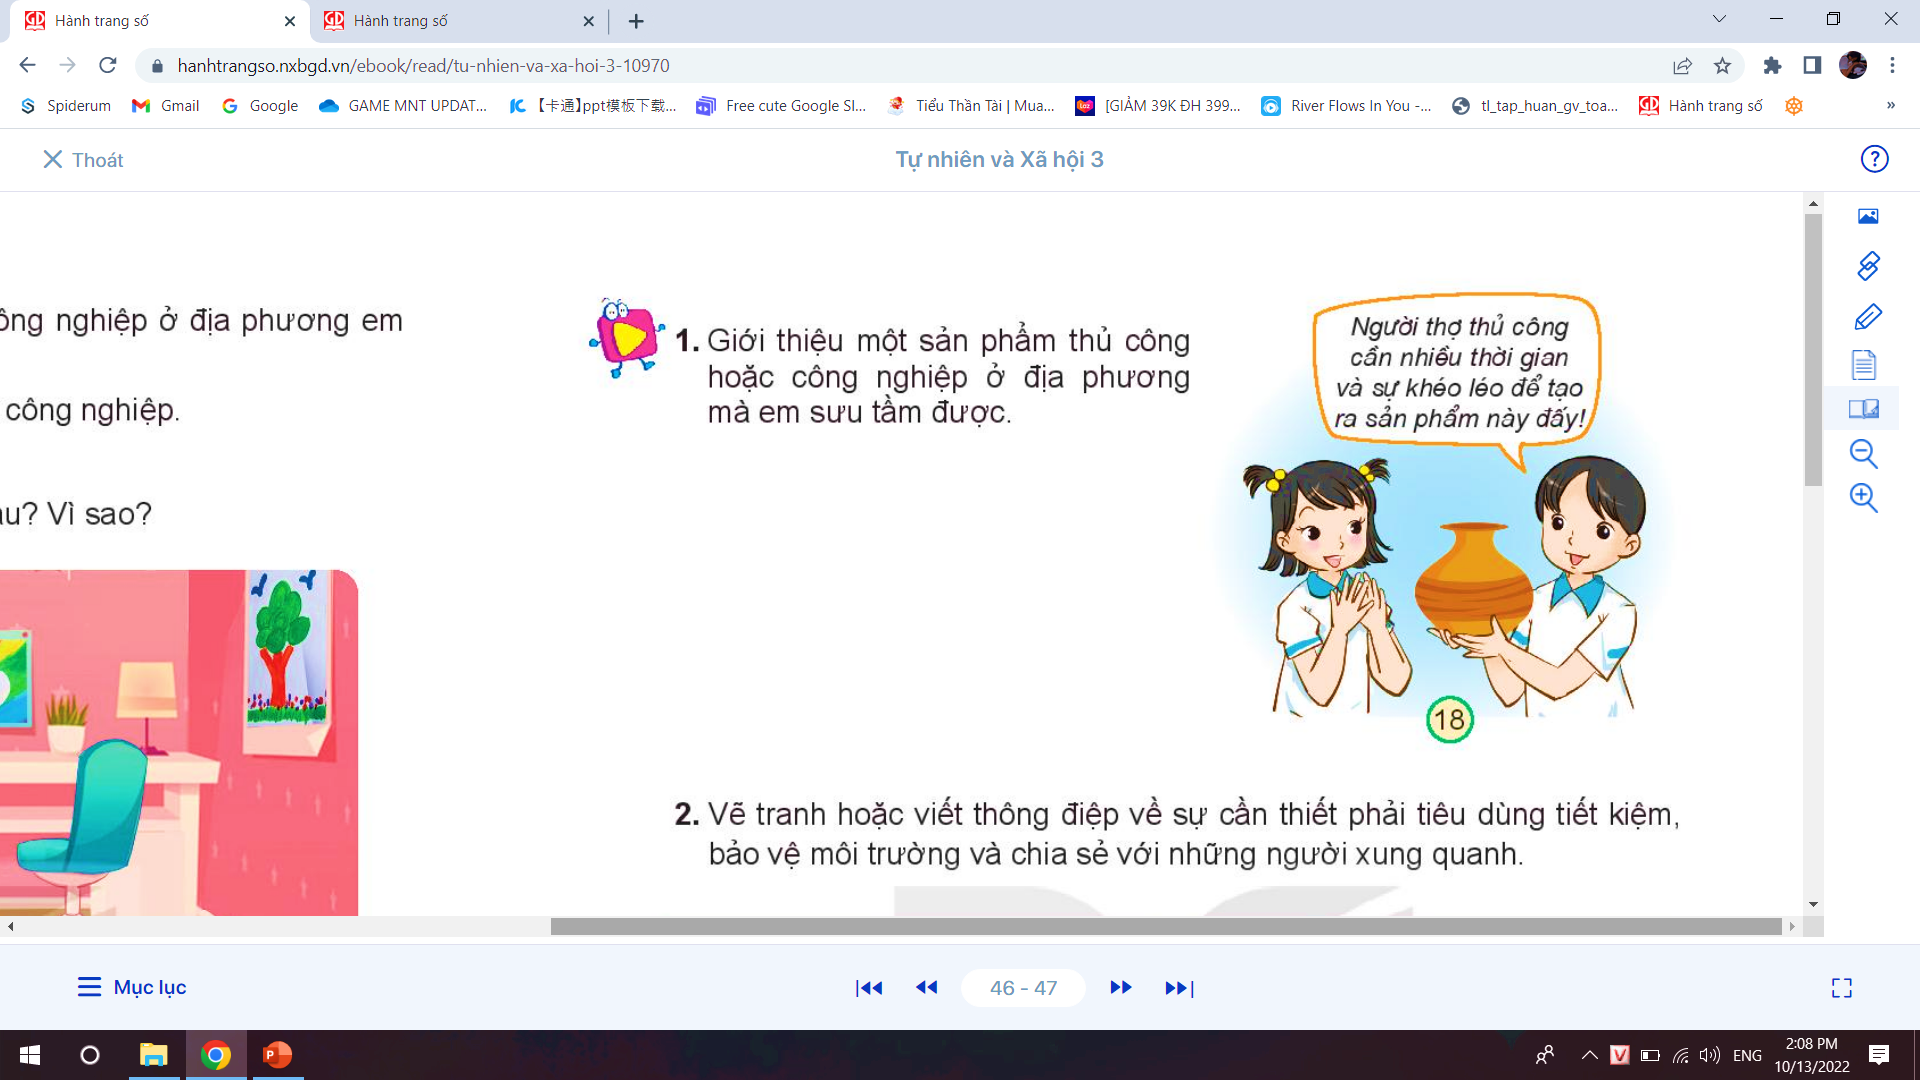 Hành trang số
Hành trang số
hanhtrangso.nxbgd.vn/ebook/read/tu-nhien-va-xa-hoi-3-10970
Spiderum
Gmail
Google
GAME MNT UPDAT...
【卡通】ppt模板下载...
Free cute Google Sl...
Tiểu Thần Tài | Mua...
[GIẢM 39K ĐH 399...
River Flows In You -...
tl_tap_huan_gv_toa...
Hành trang số
»
Thoát
Tự nhiên và Xã hội 3
?
ông nghiệp ở địa phương em
công nghiệp.
au? Vì sao?
1. Giới thiệu một sản phẩm thủ công
hoặc công nghiệp ở địa phương
mà em sưu tầm được.
Người thợ thủ công
cần nhiều thời gian
và sự khéo léo để tạo
ra sản phẩm này đấy!
18
2. Vẽ tranh hoặc viết thông điệp về sự cần thiết phải tiêu dùng tiết kiệm,
bảo vệ môi trường và chia sẻ với những người xung quanh.
Mục lục
46 - 47
ENG
2:08 PM
10/13/2022